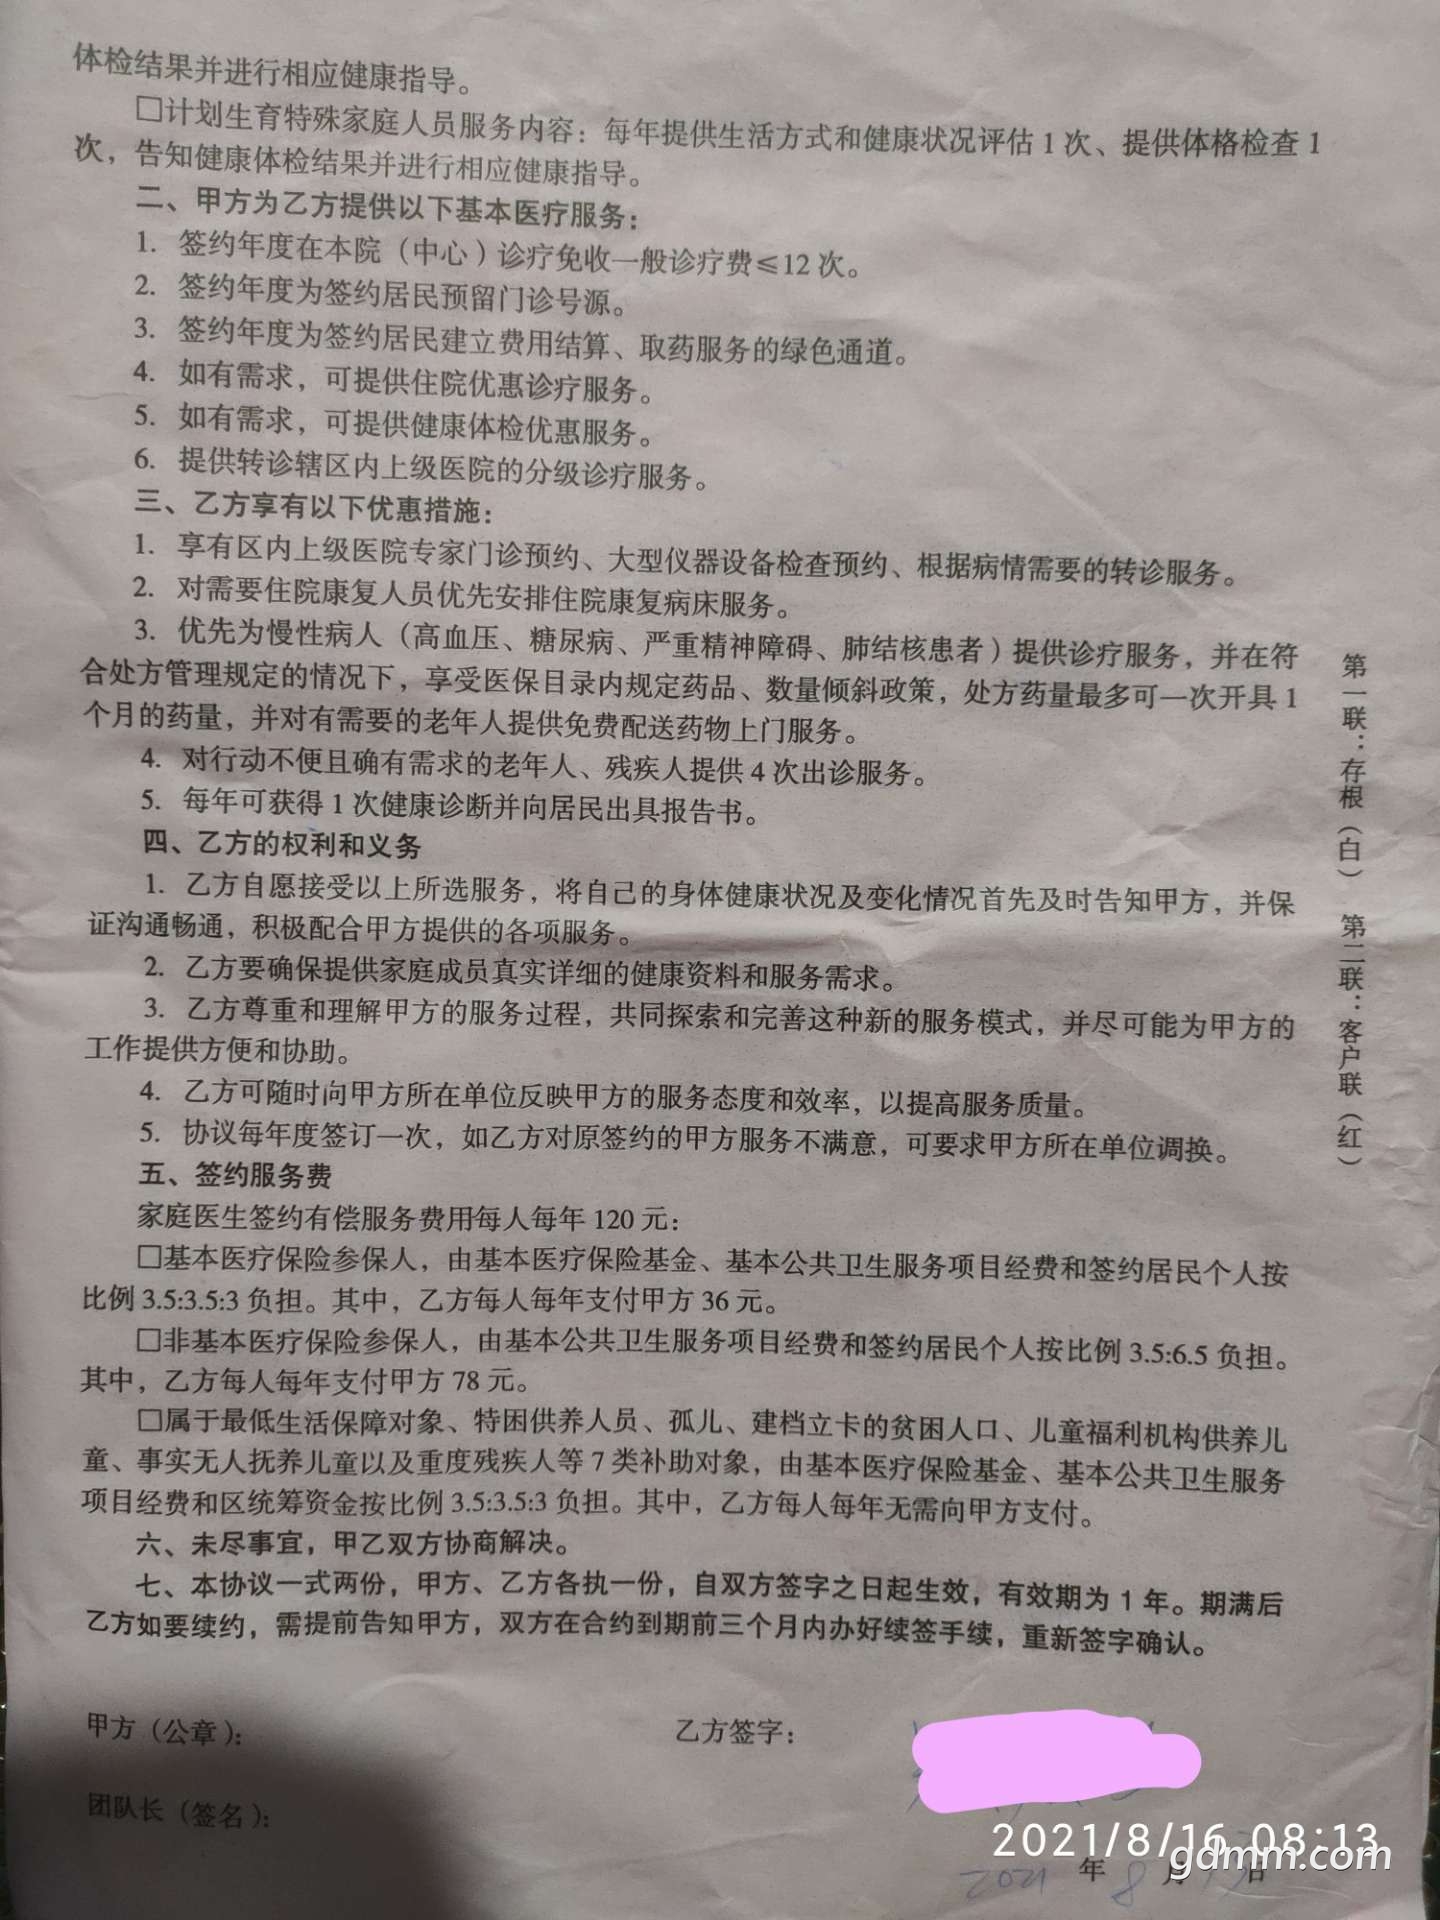 体检结果并进行相应健康指导。
□计划生育特殊家庭人员服务内容：每年提供生活方式和健康状况评估1次、提供体格检查1
次，告知健康体检结果并进行相应健康指导。
二、甲方为乙方提供以下基本医疗服务：
1. 签约年度在本院（中心）诊疗免收一般诊疗费≤12次。
2. 签约年度为签约居民预留门诊号源。
3. 签约年度为签约居民建立费用结算、取药服务的绿色通道。
4. 如有需求，可提供住院优惠诊疗服务。
5. 如有需求，可提供健康体检优惠服务。
6. 提供转诊辖区内上级医院的分级诊疗服务。
三、乙方享有以下优惠措施：
1. 享有区内上级医院专家门诊预约、大型仪器设备检查预约、根据病情需要的转诊服务。
2. 对需要住院康复人员优先安排住院康复病床服务。
3. 优先为慢性病人（高血压、糖尿病、严重精神障碍、肺结核患者）提供诊疗服务，并在符
合处方管理规定的情况下，享受医保目录内规定药品、数量倾斜政策，处方药量最多可一次开具1
个月的药量，并对有需要的老年人提供免费配送药物上门服务。
4. 对行动不便且确有需求的老年人、残疾人提供4次出诊服务。
5. 每年可获得1次健康诊断并向居民出具报告书。
四、乙方的权利和义务
1. 乙方自愿接受以上所选服务，将自己的身体健康状况及变化情况首先及时告知甲方，并保
证沟通畅通，积极配合甲方提供的各项服务。
2. 乙方要确保提供家庭成员真实详细的健康资料和服务需求。
3. 乙方尊重和理解甲方的服务过程，共同探索和完善这种新的服务模式，并尽可能为甲方的
工作提供方便和协助。
4. 乙方可随时向甲方所在单位反映甲方的服务态度和效率，以提高服务质量。
5. 协议每年度签订一次，如乙方对原签约的甲方服务不满意，可要求甲方所在单位调换。
五、签约服务费
家庭医生签约有偿服务费用每人每年120元：
□基本医疗保险参保人，由基本医疗保险基金、基本公共卫生服务项目经费和签约居民个人按
比例3.5:3.5:3负担。其中，乙方每人每年支付甲方36元。
□非基本医疗保险参保人，由基本公共卫生服务项目经费和签约居民个人按比例3.5:6.5负担。
其中，乙方每人每年支付甲方78元。
□属于最低生活保障对象、特困供养人员、孤儿、建档立卡的贫困人口、儿童福利机构供养儿
童、事实无人抚养儿童以及重度残疾人等7类补助对象，由基本医疗保险基金、基本公共卫生服务
项目经费和区统筹资金按比例3.5:3.5:3负担。其中，乙方每人每年无需向甲方支付。
六、未尽事宜，甲乙双方协商解决。
七、本协议一式两份，甲方、乙方各执一份，自双方签字之日起生效，有效期为1年。期满后
乙方如要续约，需提前告知甲方，双方在合约到期前三个月内办好续签手续，重新签字确认。
甲方（公章）：
乙方签字：
团队长（签名）：
2021/8/16 08:13
gdmm.com
2021 年 8 月 日
第一联：存根（白） 第二联：客户联（红）